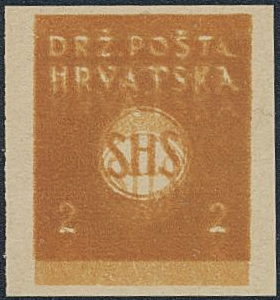 DRŽ. POŠTA
HRVATSKA
SHS
2 2